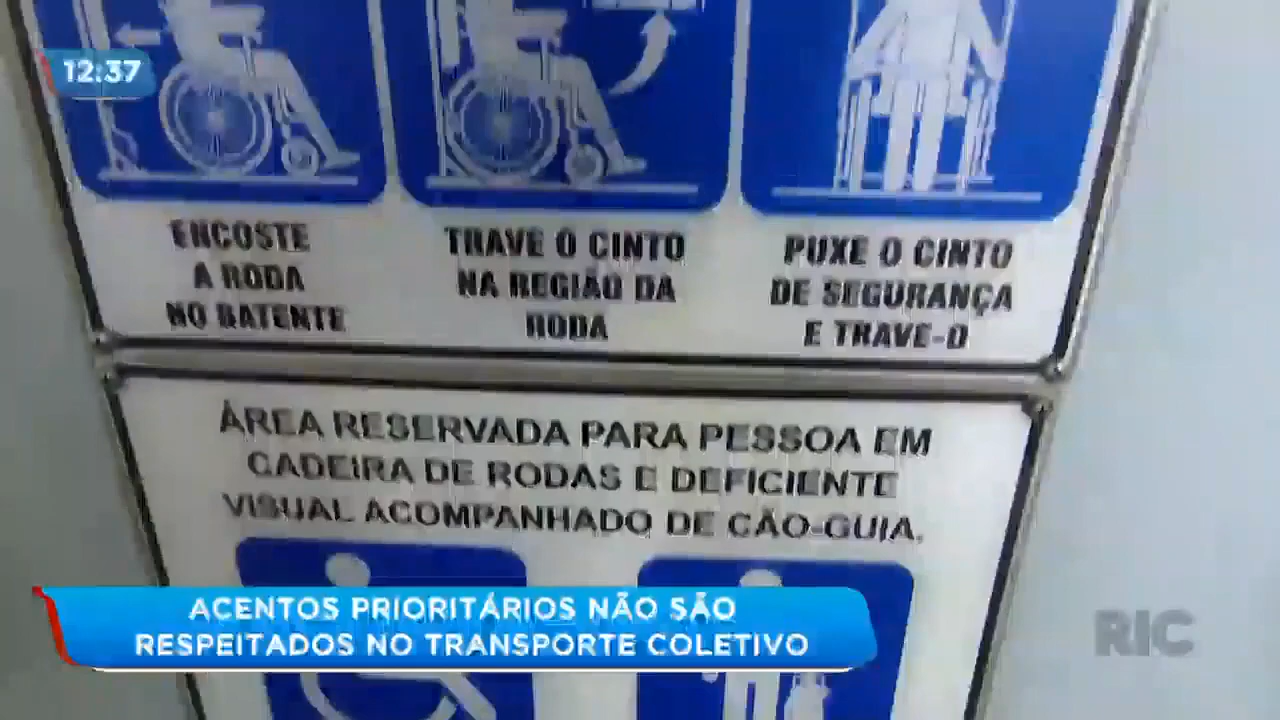 12:37
ENCOSTE
A RODA
NO BATENTE
TRAVE O CINTO
NA REGIÃO DA
RODA
PUXE O CINTO
DE SEGURANÇA
E TRAVE-O
ÁREA RESERVADA PARA PESSOA EM
CADEIRA DE RODAS E DEFICIENTE
VISUAL ACOMPANHADO DE CÃO-GUIA.
ACENTOS PRIORITÁRIOS NÃO SÃO
RESPEITADOS NO TRANSPORTE COLETIVO
RIC